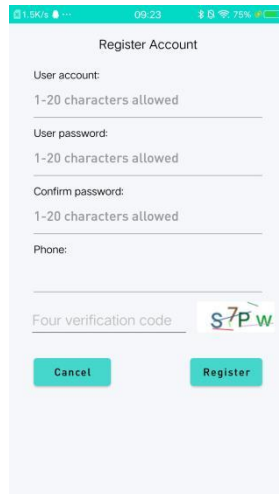 1.5K/s ... 09:23 75%
Register Account
User account:
1-20 characters allowed
User password:
1-20 characters allowed
Confirm password:
1-20 characters allowed
Phone:
Four verification code S7PW
Cancel Register